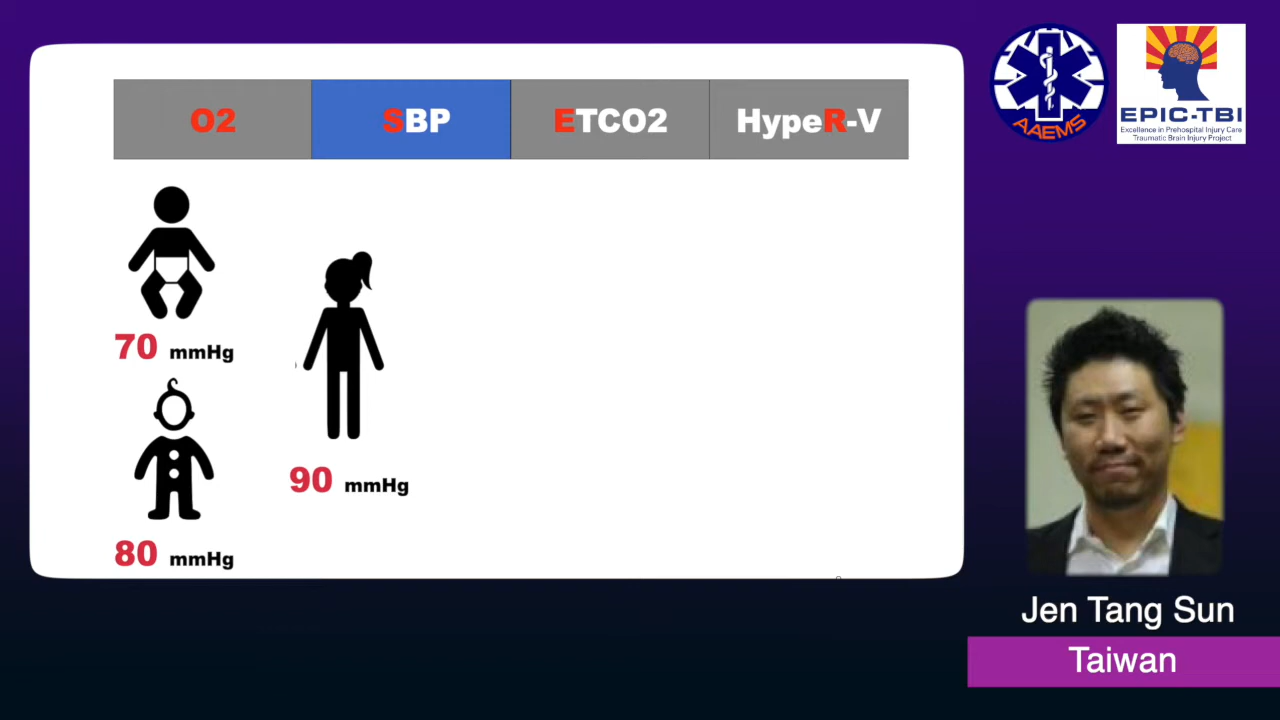 O2 SBP ETCO2 HypeR-V
70 mmHg
80 mmHg
90 mmHg
AAEMS
EPIC-TBI
Excellence in Prehospital Injury Care
Traumatic Brain Injury Project
Jen Tang Sun
Taiwan